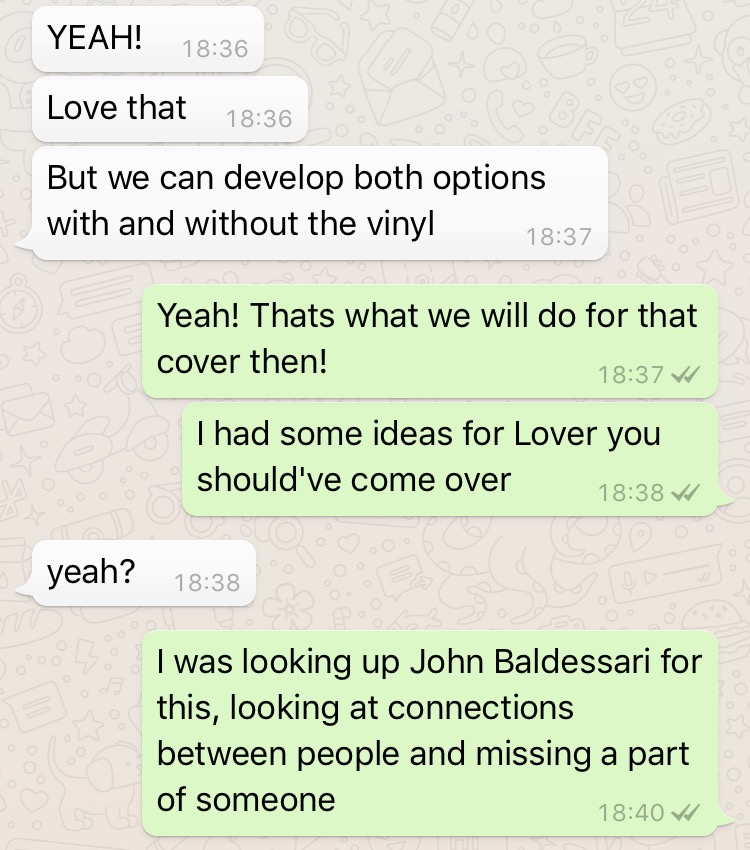 YEAH! 18:36
Love that 18:36
But we can develop both options
with and without the vinyl 18:37
Yeah! Thats what we will do for that
cover then! 18:37
I had some ideas for Lover you
should've come over 18:38
yeah? 18:38
I was looking up John Baldessari for
this, looking at connections
between people and missing a part
of someone 18:40